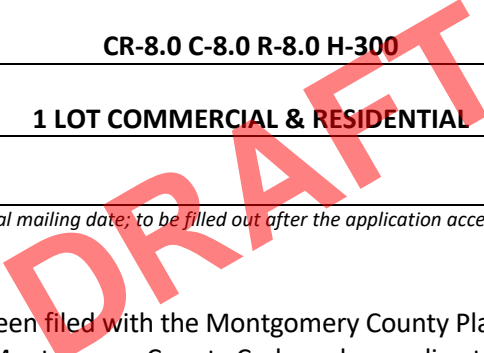 CR-8.0 C-8.0 R-8.0 H-300
1 LOT COMMERCIAL & RESIDENTIAL
al mailing date; to be filled out after the application acce
een filed with the Montgomery County Pla
DRAFT